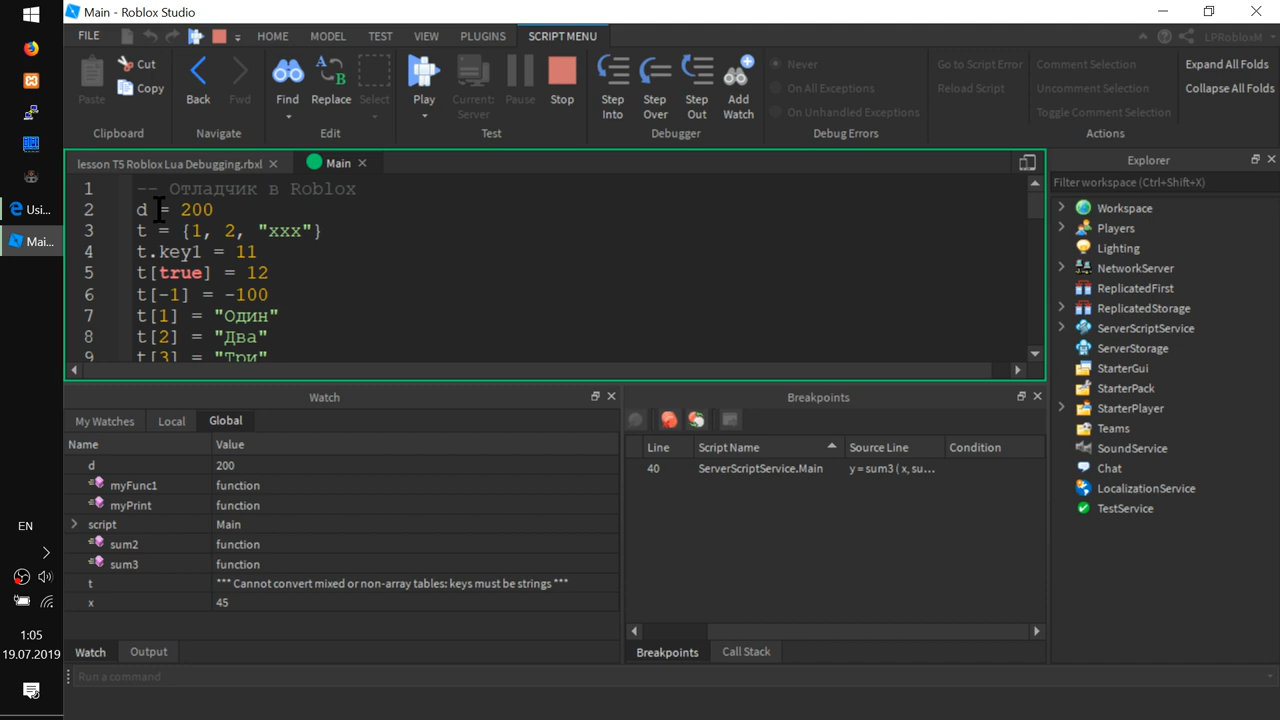 Main - Roblox Studio
FILE HOME MODEL TEST VIEW PLUGINS SCRIPT MENU LPRobloxM
Paste Cut Copy Back Fwd Find Replace Select Play Current: Server Pause Stop Step Into Step Over Step Out Add Watch
Never
On All Exceptions
On Unhandled Exceptions
Go to Script Error
Reload Script
Comment Selection
Uncomment Selection
Toggle Comment Selection
Expand All Folds
Collapse All Folds
Clipboard Navigate Edit Test Debugger Debug Errors Actions
lesson T5 Roblox Lua Debugging.rbxl Main
1 -- Отладчик в Roblox
2 d = 200
3 t = {1, 2, "xxx"}
4 t.key1 = 11
5 t[true] = 12
6 t[-1] = -100
7 t[1] = "Один"
8 t[2] = "Два"
9 t[3] = "Три"
Explorer
Filter workspace (Ctrl+Shift+X)
Workspace
Players
Lighting
NetworkServer
ReplicatedFirst
ReplicatedStorage
ServerScriptService
ServerStorage
StarterGui
StarterPack
StarterPlayer
Teams
SoundService
Chat
LocalizationService
TestService
Watch
My Watches Local Global
Name Value
d 200
myFunc1 function
myPrint function
script Main
sum2 function
sum3 function
t *** Cannot convert mixed or non-array tables: keys must be strings ***
x 45
Watch Output
Breakpoints
Line Script Name Source Line Condition
40 ServerScriptService.Main y = sum3 ( x, su...
Breakpoints Call Stack
Run a command
Usi...
Mai...
EN
1:05
19.07.2019